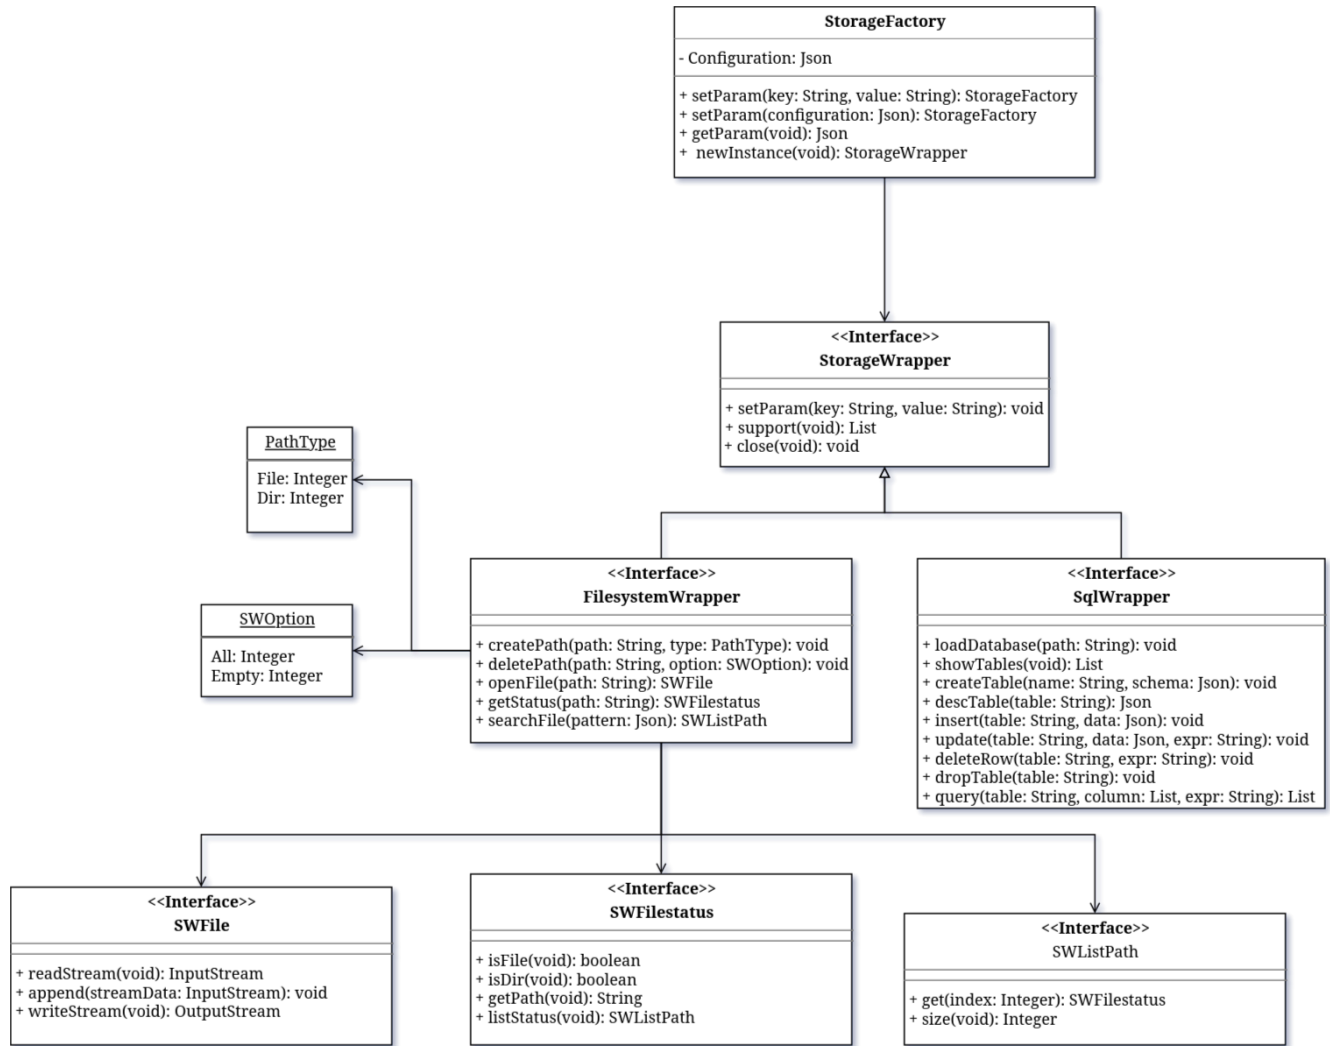 StorageFactory
- Configuration: Json
+ setParam(key: String, value: String): StorageFactory
+ setParam(configuration: Json): StorageFactory
+ getParam(void): Json
+ newInstance(void): StorageWrapper
<<Interface>>
StorageWrapper
+ setParam(key: String, value: String): void
+ support(void): List
+ close(void): void
PathType
File: Integer
Dir: Integer
SWOption
All: Integer
Empty: Integer
<<Interface>>
FilesystemWrapper
+ createPath(path: String, type: PathType): void
+ deletePath(path: String, option: SWOption): void
+ openFile(path: String): SWFile
+ getStatus(path: String): SWFilestatus
+ searchFile(pattern: Json): SWListPath
<<Interface>>
SqlWrapper
+ loadDatabase(path: String): void
+ showTables(void): List
+ createTable(name: String, schema: Json): void
+ descTable(table: String): Json
+ insert(table: String, data: Json): void
+ update(table: String, data: Json, expr: String): void
+ deleteRow(table: String, expr: String): void
+ dropTable(table: String): void
+ query(table: String, column: List, expr: String): List
<<Interface>>
SWFile
+ readStream(void): InputStream
+ append(streamData: InputStream): void
+ writeStream(void): OutputStream
<<Interface>>
SWFilestatus
+ isFile(void): boolean
+ isDir(void): boolean
+ getPath(void): String
+ listStatus(void): SWListPath
<<Interface>>
SWListPath
+ get(index: Integer): SWFilestatus
+ size(void): Integer